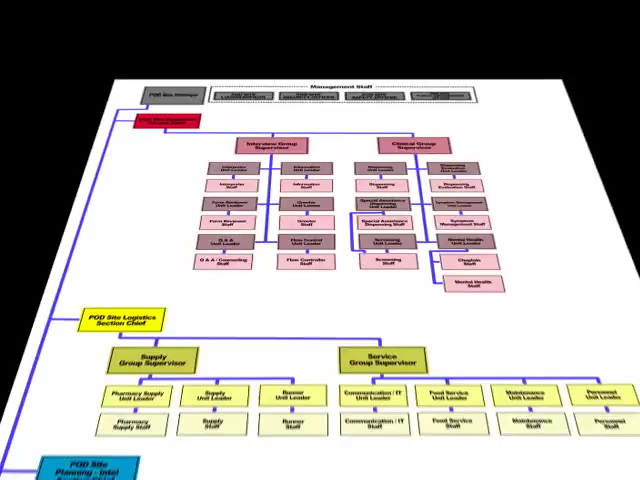 Management Staff
POD Site Manager
POD Site Operations
Section Chief
Interview Group
Supervisor
Clinical Group
Supervisor
Interpreter
Unit Leader
Information
Unit Leader
Dispensing
Unit Leader
Dispensing
Evaluation
Unit Leader
Interpreter
Staff
Information
Staff
Dispensing
Staff
Dispensing
Evaluation Staff
Form Reviewer
Unit Leader
Greeter
Unit Leader
Special Assistance
Dispensing
Unit Leader
Symptom Management
Unit Leader
Form Reviewer
Staff
Greeter
Staff
Special Assistance
Dispensing Staff
Symptom
Management Staff
Q & A
Unit Leader
Flow Control
Unit Leader
Screening
Unit Leader
Mental Health
Unit Leader
Q & A / Counseling
Staff
Flow Controller
Staff
Screening
Staff
Chaplain
Staff
Mental Health
Staff
POD Site Logistics
Section Chief
Supply
Group Supervisor
Service
Group Supervisor
Pharmacy Supply
Unit Leader
Supply
Unit Leader
Runner
Unit Leader
Communication / IT
Unit Leader
Food Service
Unit Leader
Maintenance
Unit Leader
Personnel
Unit Leader
Pharmacy
Supply Staff
Supply
Staff
Runner
Staff
Communication / IT
Staff
Food Service
Staff
Maintenance
Staff
Personnel
Staff
POD Site
Planning - Intel
Section Chief